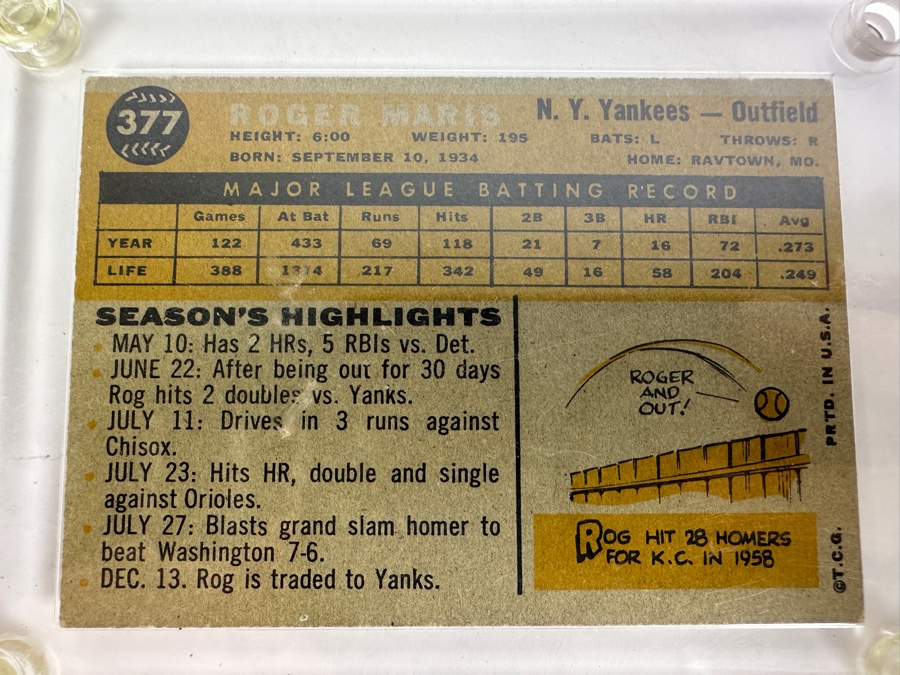 377
ROGER MARIS
N. Y. Yankees — Outfield
HEIGHT: 6:00 WEIGHT: 195 BATS: L THROWS: R
BORN: SEPTEMBER 10, 1934 HOME: RAYTOWN, MO.
MAJOR LEAGUE BATTING RECORD
Games At Bat Runs Hits 2B 3B HR RBI Avg
YEAR 122 433 69 118 21 7 16 72 .273
LIFE 388 1314 217 342 49 16 58 204 .249
SEASON'S HIGHLIGHTS
MAY 10: Has 2 HRs, 5 RBIs vs. Det.
JUNE 22: After being out for 30 days
Rog hits 2 doubles vs. Yanks.
JULY 11: Drives in 3 runs against
Chisox.
JULY 23: Hits HR, double and single
against Orioles.
JULY 27: Blasts grand slam homer to
beat Washington 7-6.
DEC. 13. Rog is traded to Yanks.
ROGER
AND
OUT!
ROG HIT 28 HOMERS
FOR K.C. IN 1958
©T.C.G. PRTD. IN U.S.A.